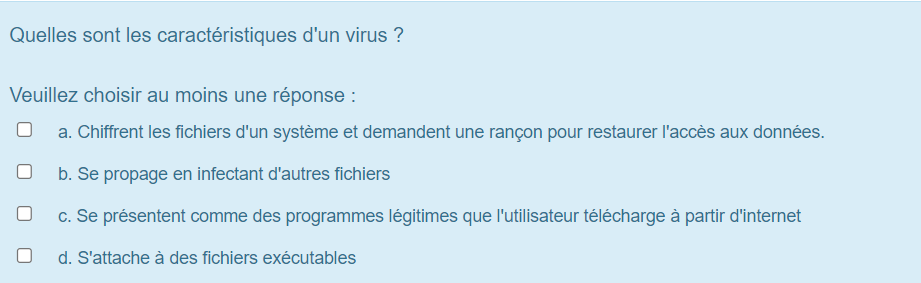 Quelles sont les caractéristiques d'un virus ?
Veuillez choisir au moins une réponse :
a. Chiffrent les fichiers d'un système et demandent une rançon pour restaurer l'accès aux données.
b. Se propage en infectant d'autres fichiers
c. Se présentent comme des programmes légitimes que l'utilisateur télécharge à partir d'internet
d. S'attache à des fichiers exécutables